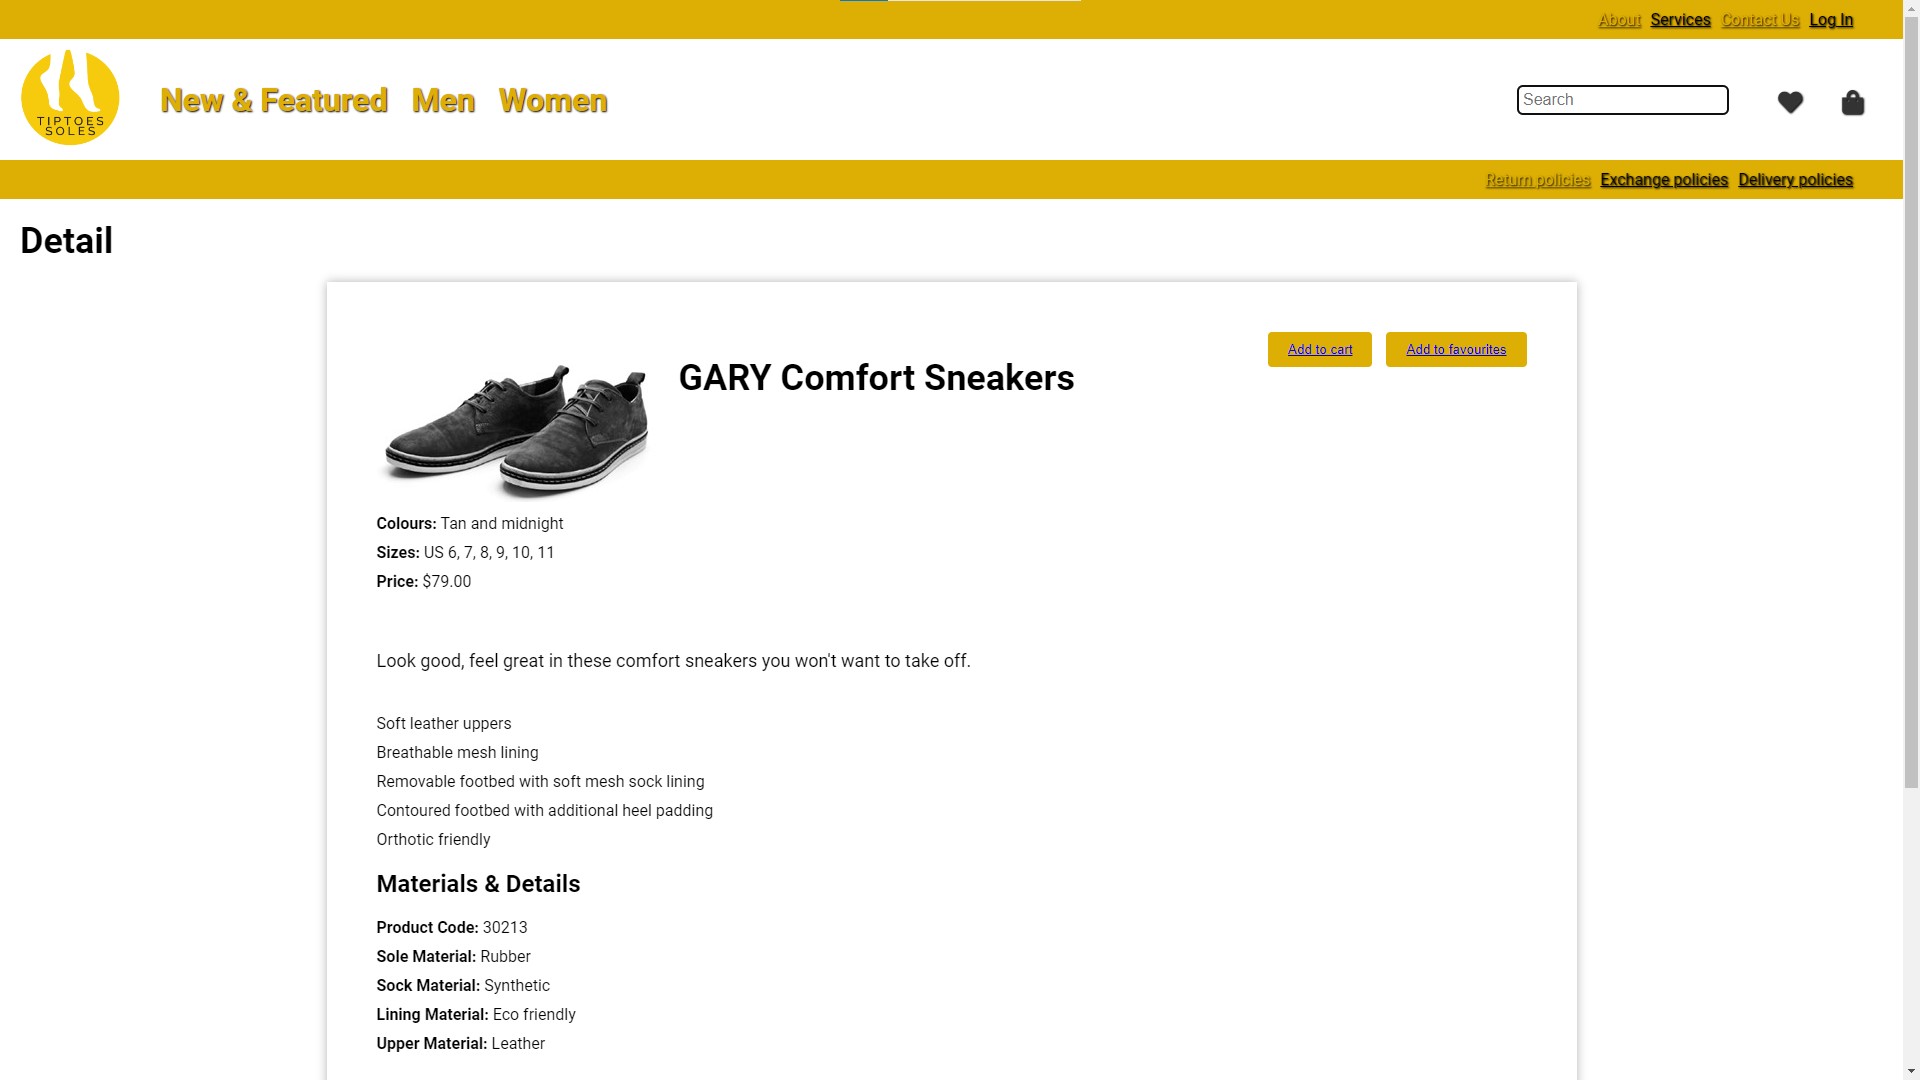 About Services Contact Us Log In
TIPTOES
SOLES
New & Featured Men Women
Search
Return policies Exchange policies Delivery policies
Detail
Add to cart Add to favourites
GARY Comfort Sneakers
Colours: Tan and midnight
Sizes: US 6, 7, 8, 9, 10, 11
Price: $79.00
Look good, feel great in these comfort sneakers you won't want to take off.
Soft leather uppers
Breathable mesh lining
Removable footbed with soft mesh sock lining
Contoured footbed with additional heel padding
Orthotic friendly
Materials & Details
Product Code: 30213
Sole Material: Rubber
Sock Material: Synthetic
Lining Material: Eco friendly
Upper Material: Leather